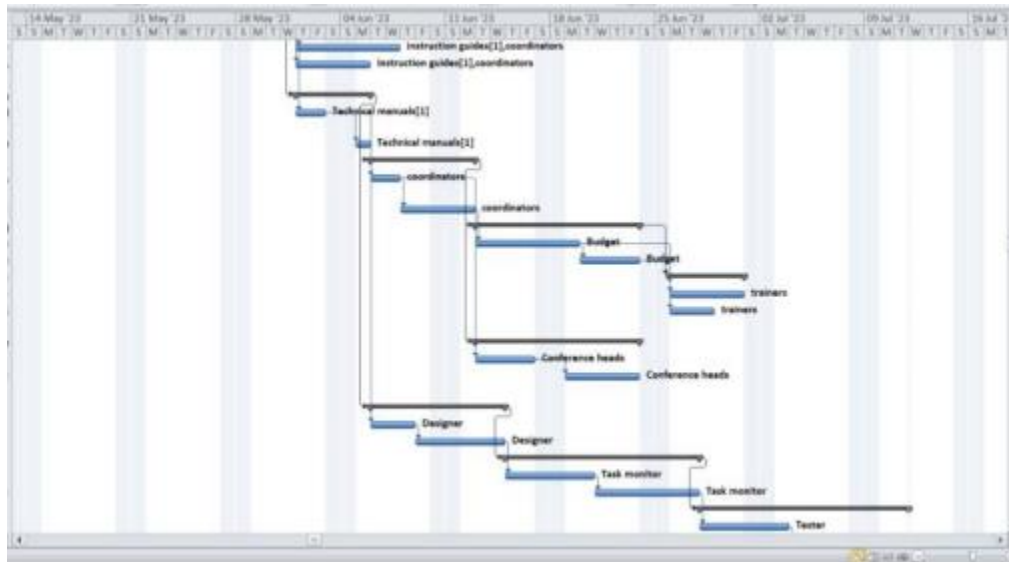 14 May '23 21 May '23 28 May '23 04 Jun '23 11 Jun '23 18 Jun '23 25 Jun '23 02 Jul '23 09 Jul '23 16 Jul
S S M T W T F S S M T W T F S S M T W T F S S M T W T F S S M T W T F S S M T W T F S S M T W T F S S M T W T F S S M T W T F S S M T
Instruction guides[1],coordinators
Instruction guides[1],coordinators
Technical manuals[1]
Technical manuals[1]
coordinators
coordinators
Budget
Budget
trainers
trainers
Conference heads
Conference heads
Designer
Designer
Task monitor
Task monitor
Tester